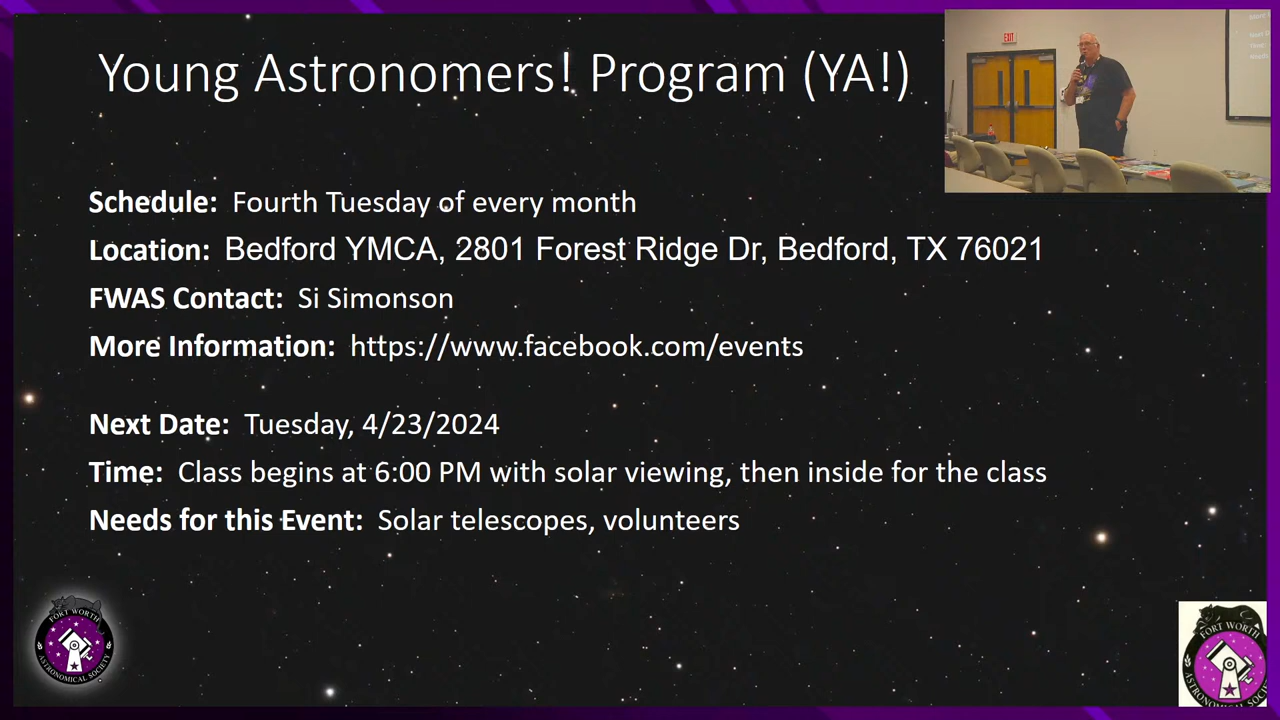 Young Astronomers! Program (YA!)
EXIT
Schedule: Fourth Tuesday of every month
Location: Bedford YMCA, 2801 Forest Ridge Dr, Bedford, TX 76021
FWAS Contact: Si Simonson
More Information: https://www.facebook.com/events
Next Date: Tuesday, 4/23/2024
Time: Class begins at 6:00 PM with solar viewing, then inside for the class
Needs for this Event: Solar telescopes, volunteers
FORT WORTH
ASTRONOMICAL SOCIETY
FORT WORTH
ASTRONOMICAL SOCIE